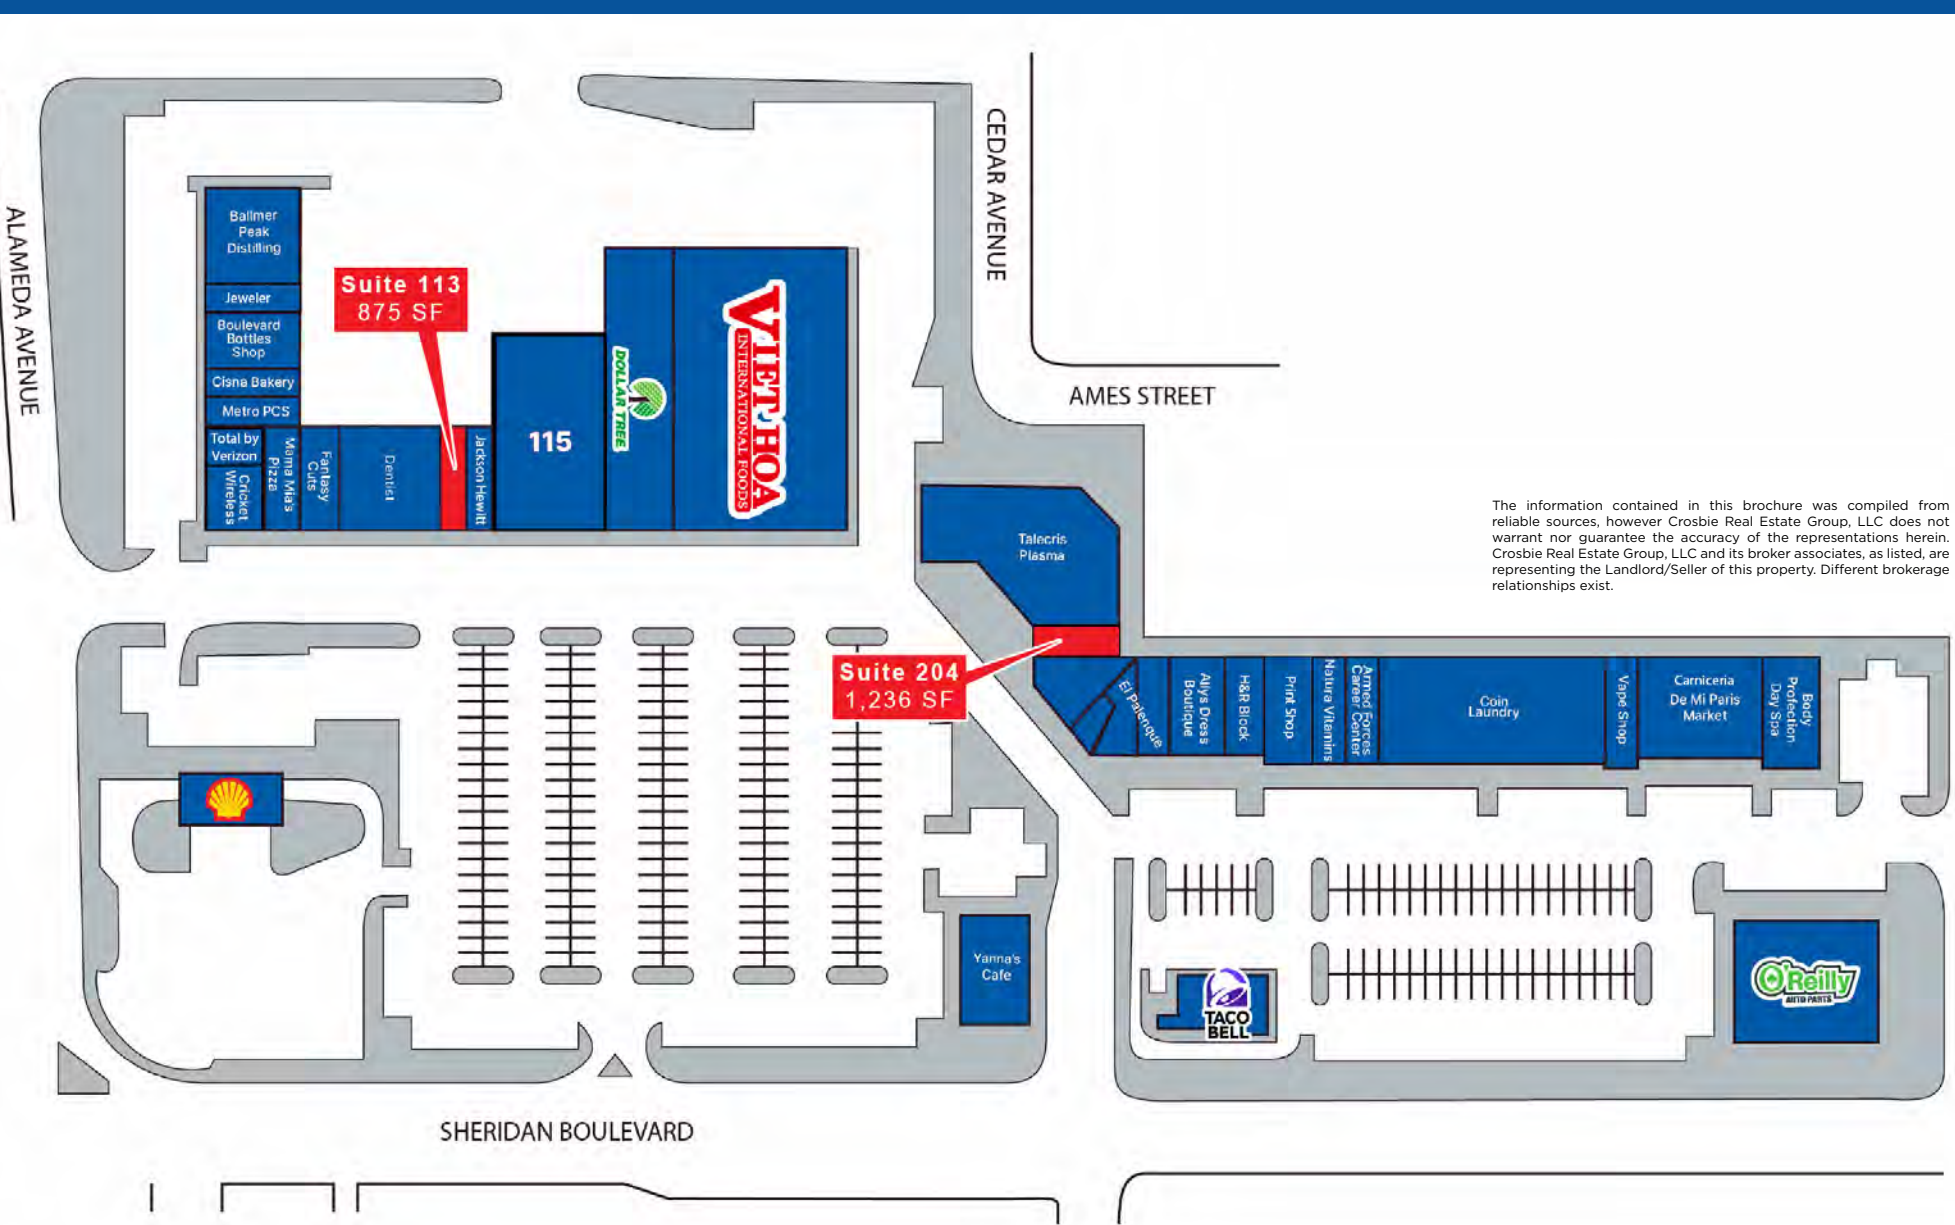 ALAMEDA AVENUE
CEDAR AVENUE
AMES STREET
Ballmer
Peak
Distilling
Jeweler
Boulevard
Bottles
Shop
Cisna Bakery
Metro PCS
Total by
Verizon
Cricket
Wireless
Mama Mia's
Pizza
Fantasy
Cuts
Dentist
Suite 113
875 SF
Jackson Hewitt
115
DOLLAR TREE
VIET HOA
INTERNATIONAL FOODS
Talecris
Plasma
The information contained in this brochure was compiled from
reliable sources, however Crosbie Real Estate Group, LLC does not
warrant nor guarantee the accuracy of the representations herein.
Crosbie Real Estate Group, LLC and its broker associates, as listed, are
representing the Landlord/Seller of this property. Different brokerage
relationships exist.
Suite 204
1,236 SF
El Palenque
Allys Dress
Boutique
H&R Block
Print Shop
Natura Vitamins
Armed Forces
Career Center
Coin
Laundry
Vape Shop
Carniceria
De Mi Paris
Market
Body
Profection
Day Spa
Yanna's
Cafe
TACO
BELL
O'Reilly
AUTO PARTS
SHERIDAN BOULEVARD